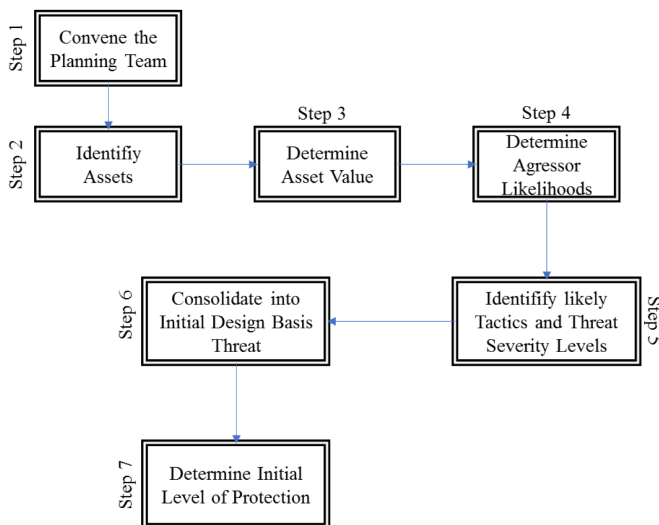 Step 1
Convene the
Planning Team
Step 2
Identifiy
Assets
Step 3
Determine
Asset Value
Step 4
Determine
Agressor
Likelihoods
Step 5
Identifify likely
Tactics and Threat
Severity Levels
Step 6
Consolidate into
Initial Design Basis
Threat
Step 7
Determine Initial
Level of Protection